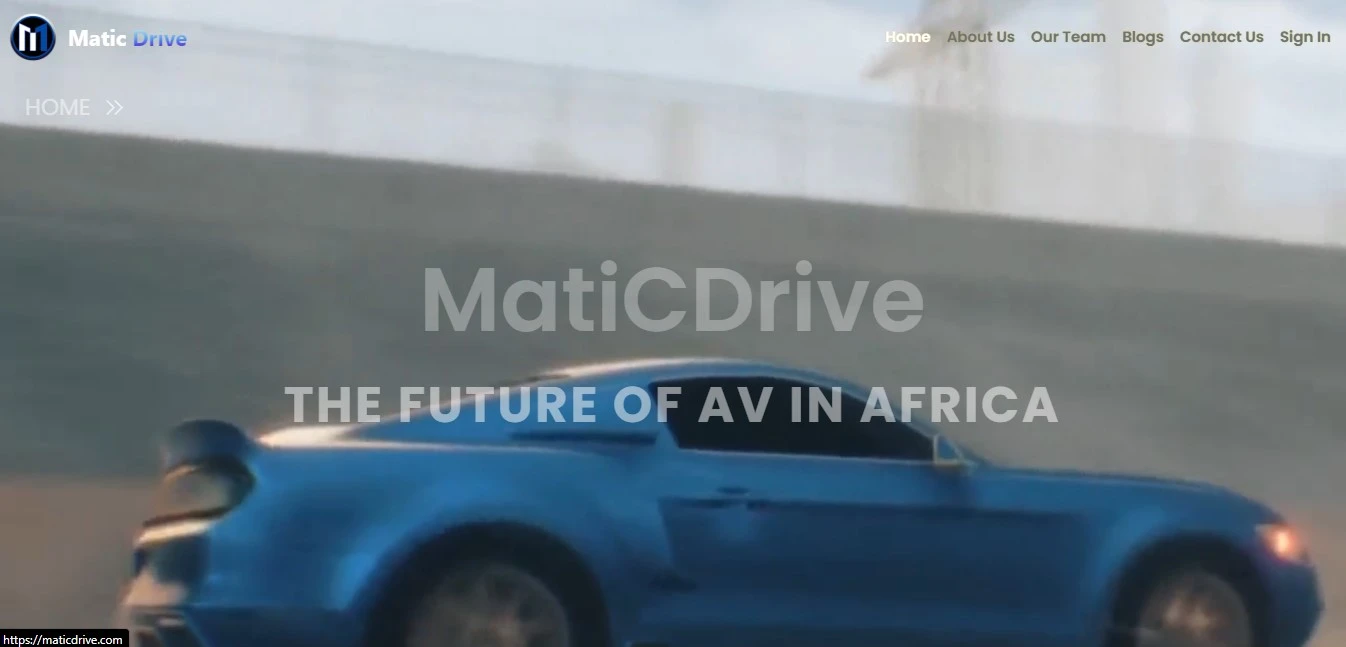 Matic Drive
Home About Us Our Team Blogs Contact Us Sign In
HOME »
MatiCDrive
THE FUTURE OF AV IN AFRICA
https://maticdrive.com